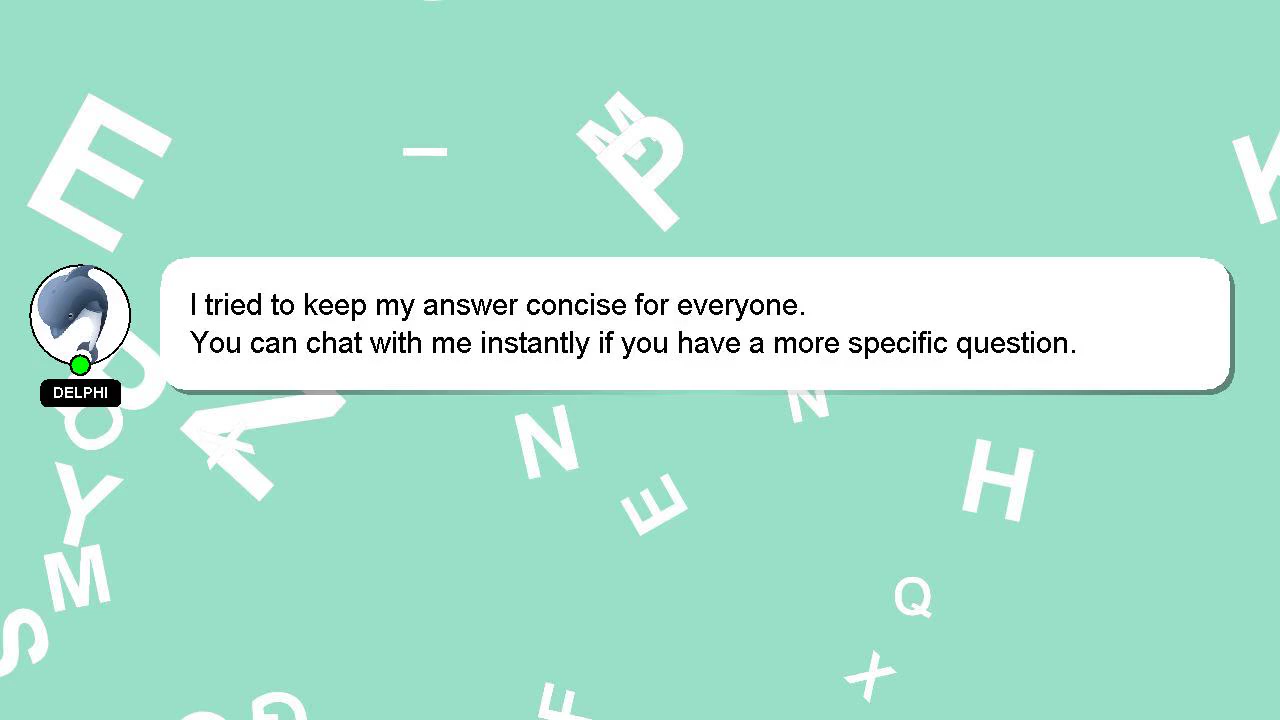 E
M
P
K
I tried to keep my answer concise for everyone.
You can chat with me instantly if you have a more specific question.
DELPHI
N
N
Y
E
H
M
Q
S
X
G
F